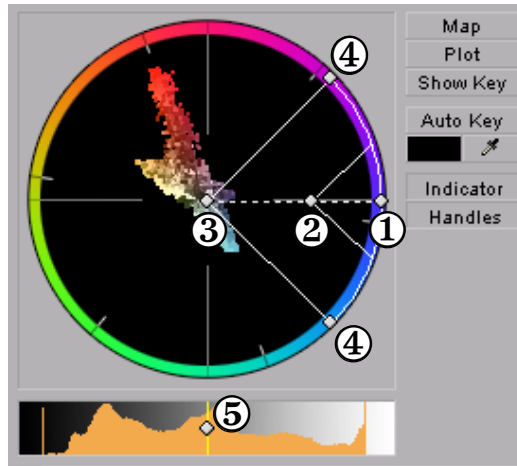 Map
④
Plot
Show Key
Auto Key
Indicator
③
②
①
Handles
④
⑤